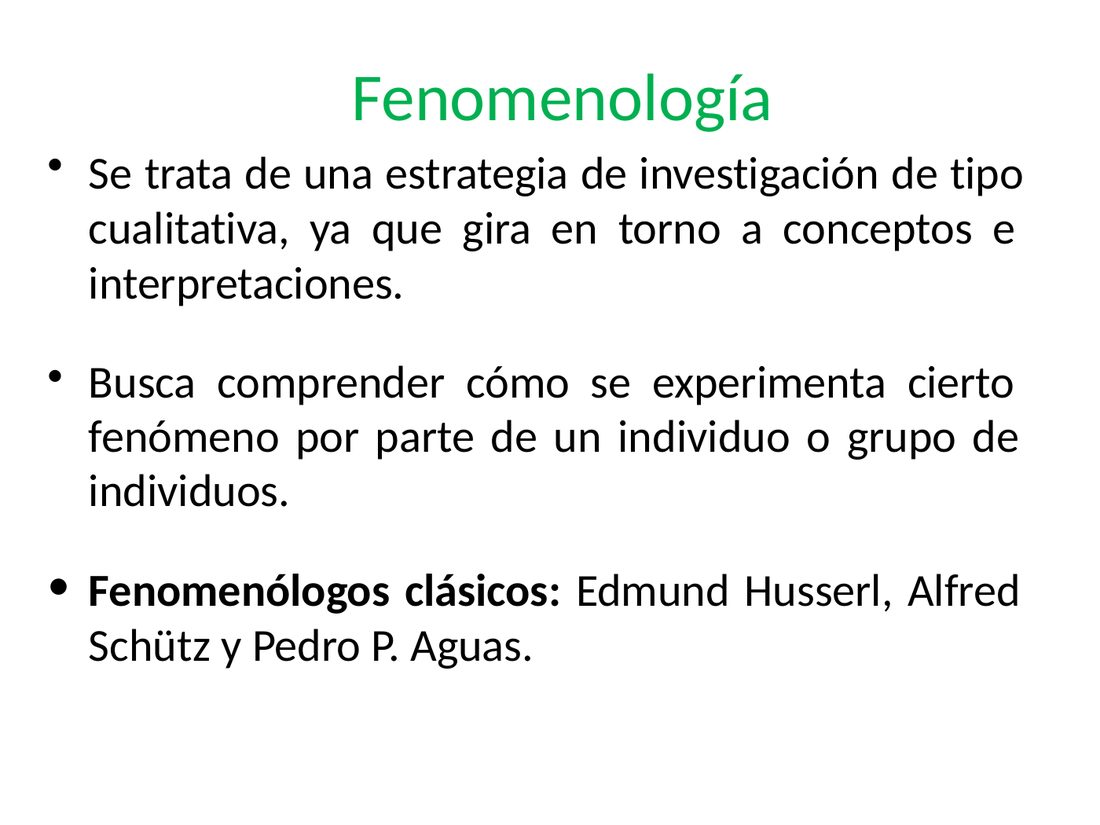 Fenomenología
• Se trata de una estrategia de investigación de tipo
cualitativa, ya que gira en torno a conceptos e
interpretaciones.
• Busca comprender cómo se experimenta cierto
fenómeno por parte de un individuo o grupo de
individuos.
• Fenomenólogos clásicos: Edmund Husserl, Alfred
Schütz y Pedro P. Aguas.